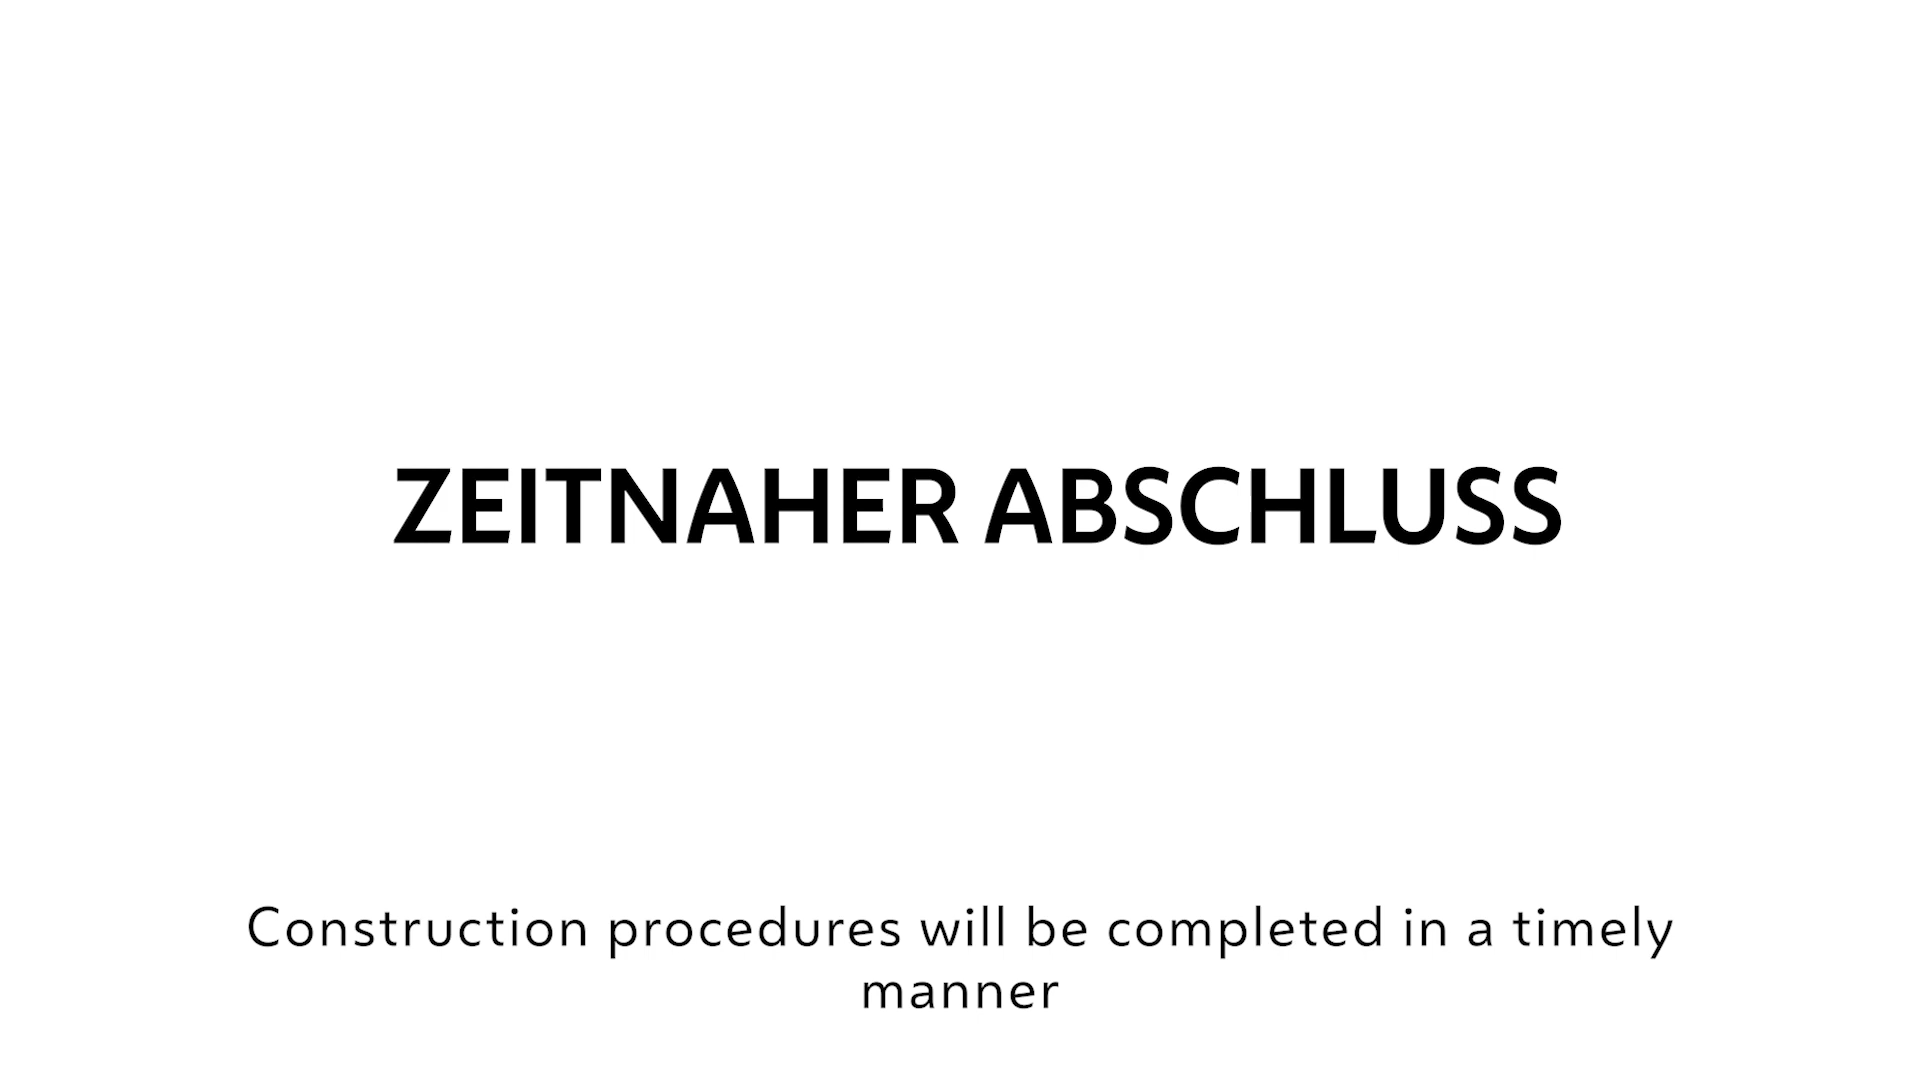 ZEITNAHER ABSCHLUSS
Construction procedures will be completed in a timely
manner